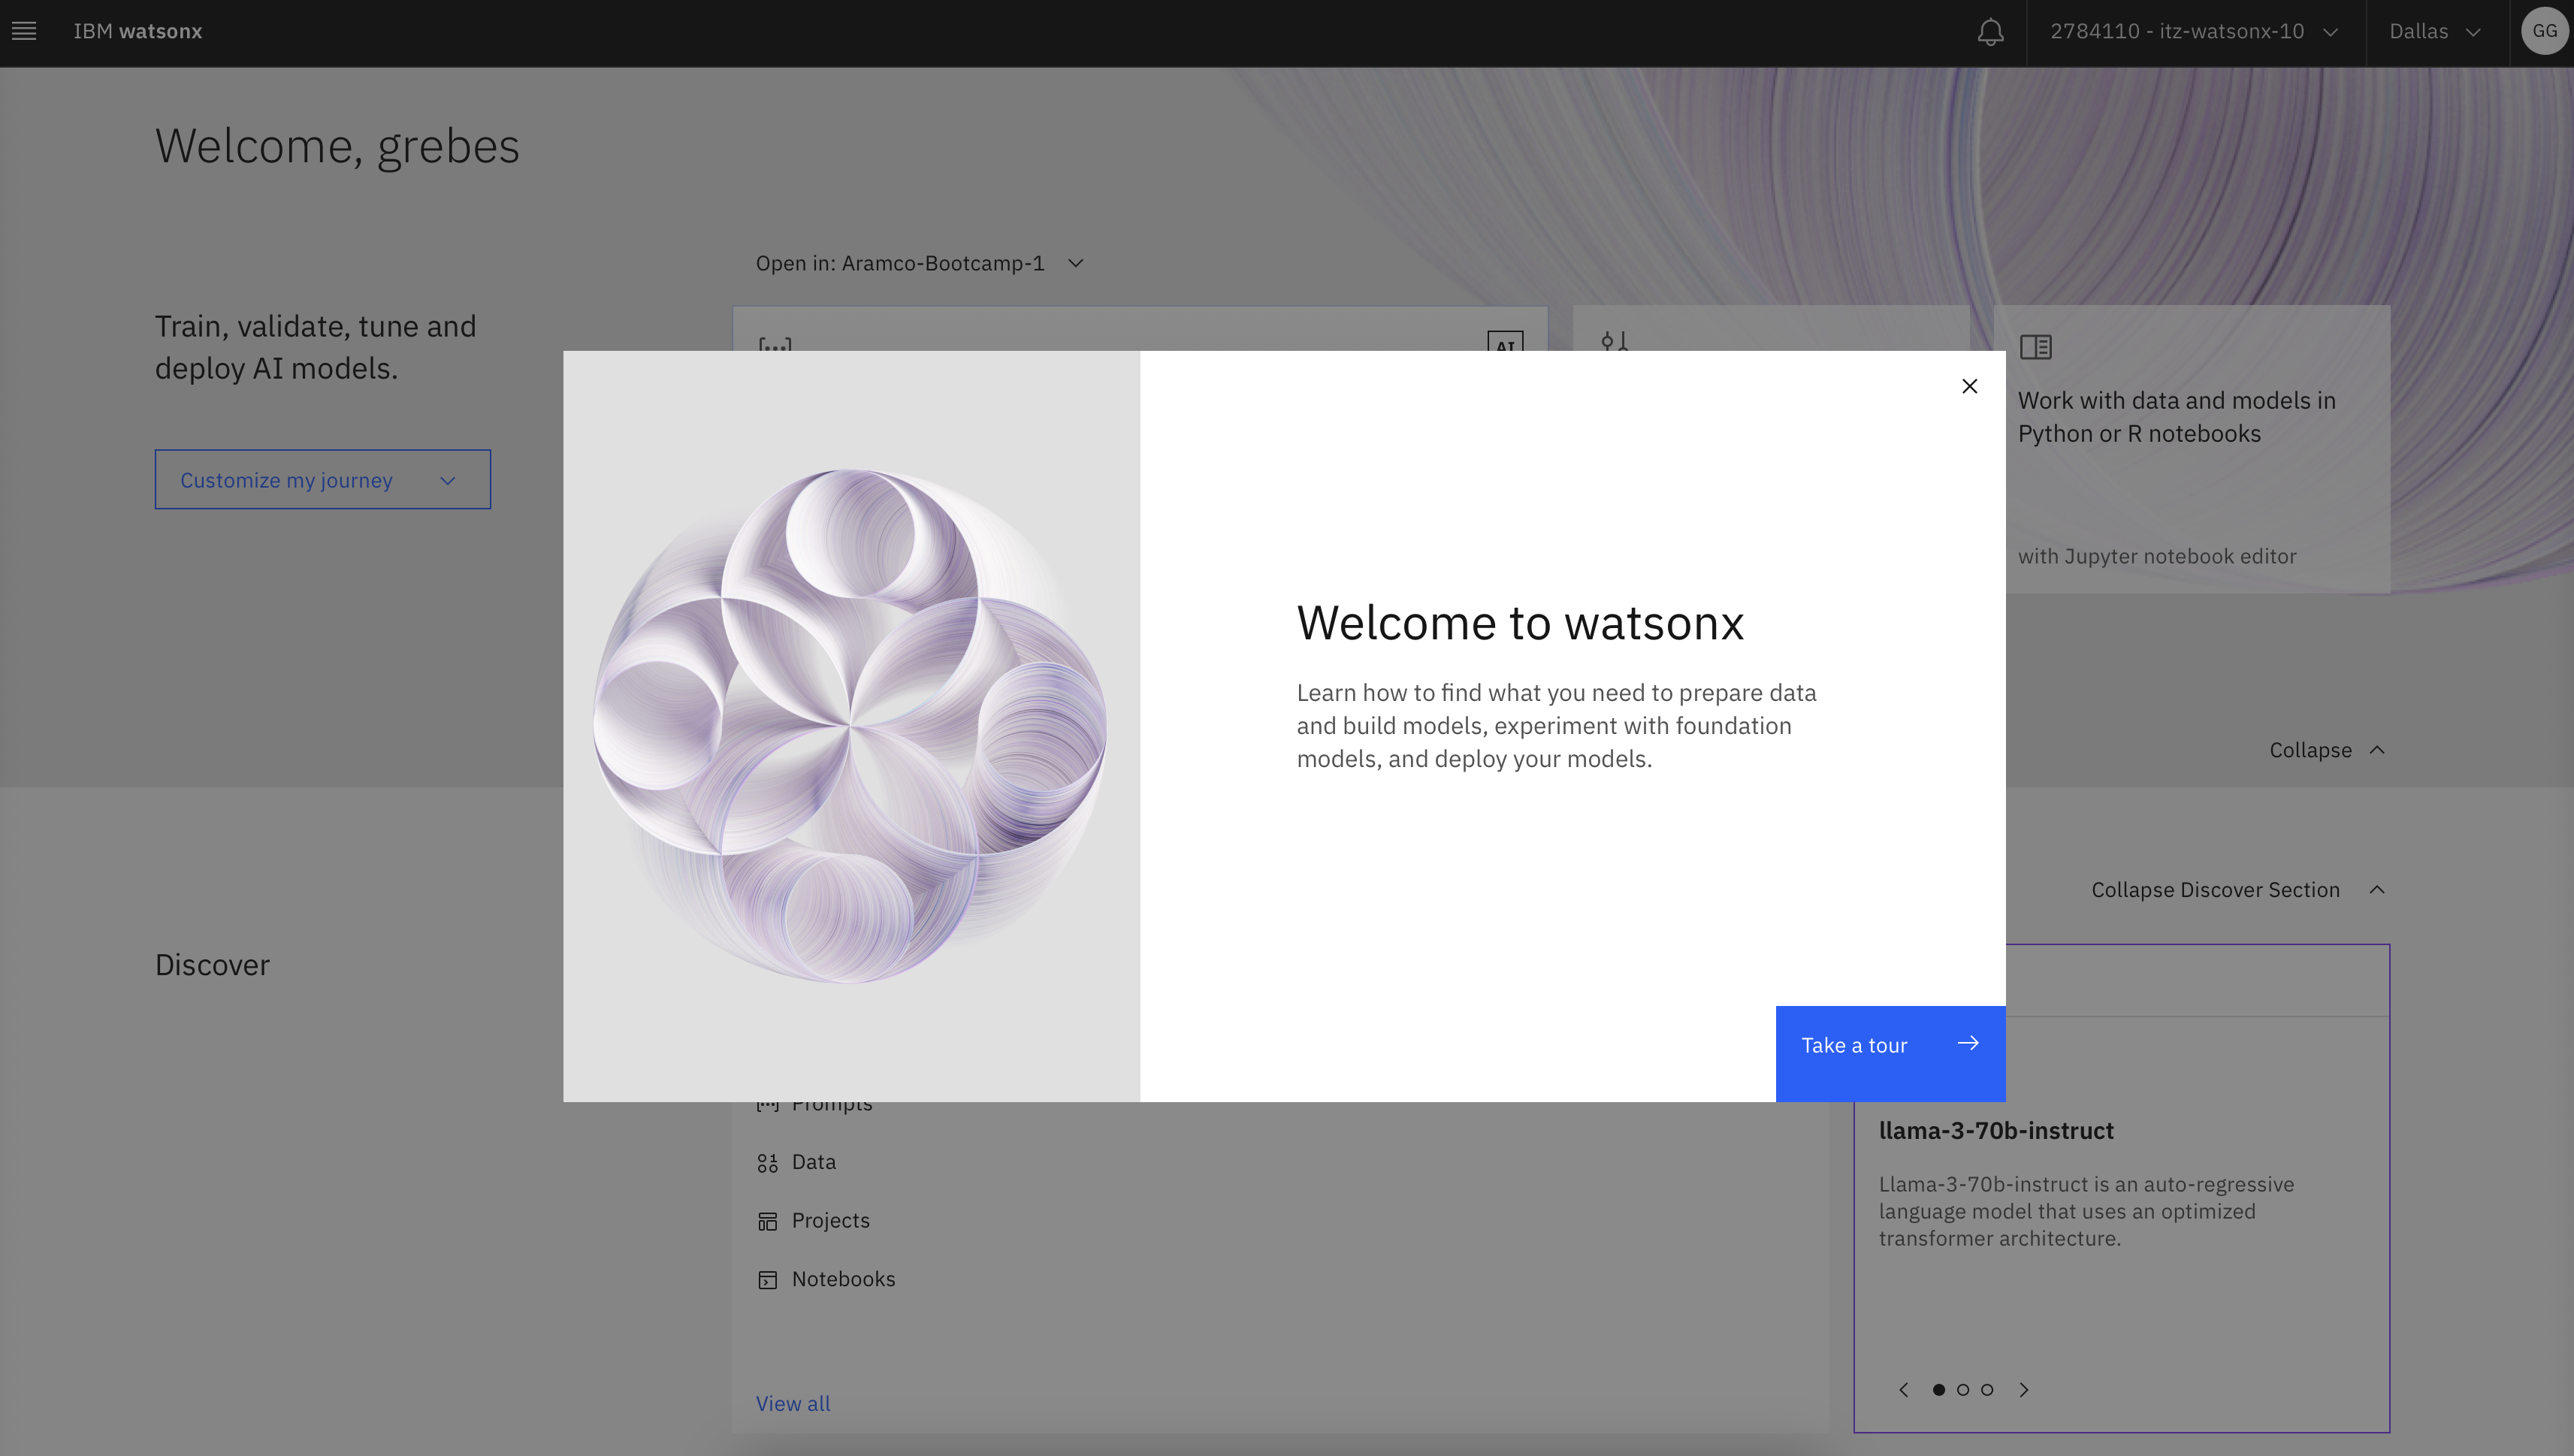 IBM watsonx
2784110 - itz-watsonx-10
Dallas
GG
Welcome, grebes
Open in: Aramco-Bootcamp-1
Train, validate, tune and
deploy AI models.
Customize my journey
AI
Work with data and models in
Python or R notebooks
with Jupyter notebook editor
Welcome to watsonx
Learn how to find what you need to prepare data
and build models, experiment with foundation
models, and deploy your models.
Take a tour
Collapse
Collapse Discover Section
Discover
Prompts
Data
Projects
Notebooks
View all
llama-3-70b-instruct
Llama-3-70b-instruct is an auto-regressive
language model that uses an optimized
transformer architecture.